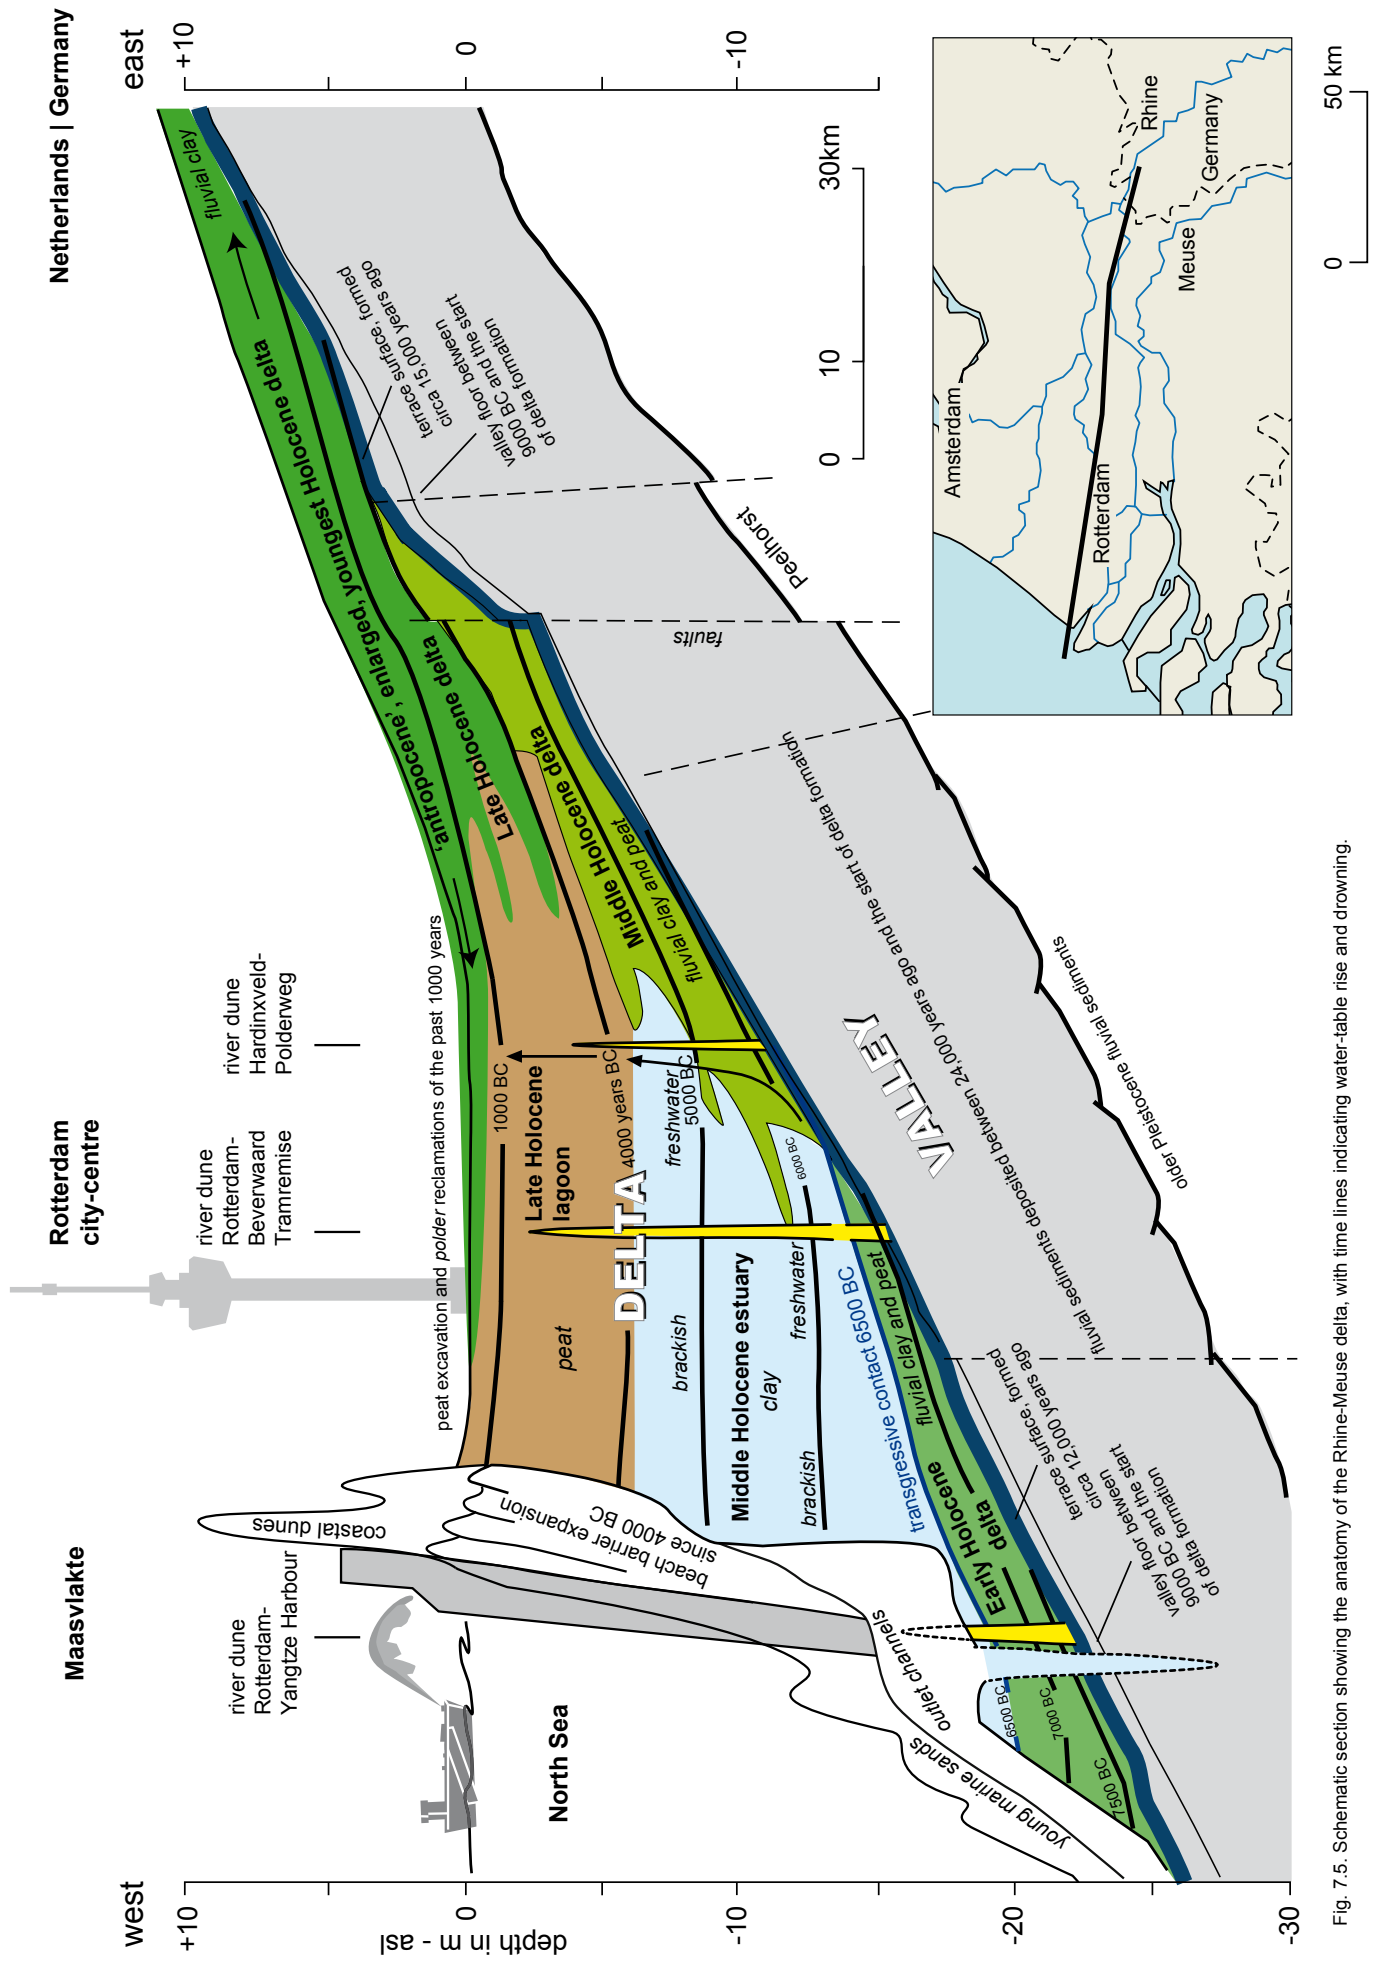 west
east
Netherlands | Germany
Maasvlakte
Rotterdam
city-centre
river dune
Rotterdam-
Yangtze Harbour
river dune
Rotterdam-
Beverwaard
Tramremise
river dune
Hardinxveld-
Polderweg
+10
0
-10
-20
-30
depth in m - asl
+10
0
-10
North Sea
coastal dunes
beach barrier expansion
since 4000 BC
young marine sands
outlet channels
peat excavation and polder reclamations of the past 1000 years
'antropocene', enlarged, youngest Holocene delta
fluvial clay
Late Holocene delta
Middle Holocene delta
fluvial clay and peat
1000 BC
Late Holocene
lagoon
peat
DELTA
4000 years BC
freshwater
5000 BC
brackish
Middle Holocene estuary
clay
freshwater
brackish
6000 BC
transgressive contact 6500 BC
fluvial clay and peat
Early Holocene
delta
6500 BC
7000 BC
7500 BC
terrace surface, formed
circa 12,000 years ago
valley floor between
9000 BC and the start
of delta formation
terrace surface, formed
circa 15,000 years ago
valley floor between
9000 BC and the start
of delta formation
faults
Peelhorst
VALLEY
fluvial sediments deposited between 24,000 years ago and the start of delta formation
older Pleistocene fluvial sediments
0
10
30km
Amsterdam
Rotterdam
Rhine
Meuse
Germany
0
50 km
Fig. 7.5. Schematic section showing the anatomy of the Rhine-Meuse delta, with time lines indicating water-table rise and drowning.